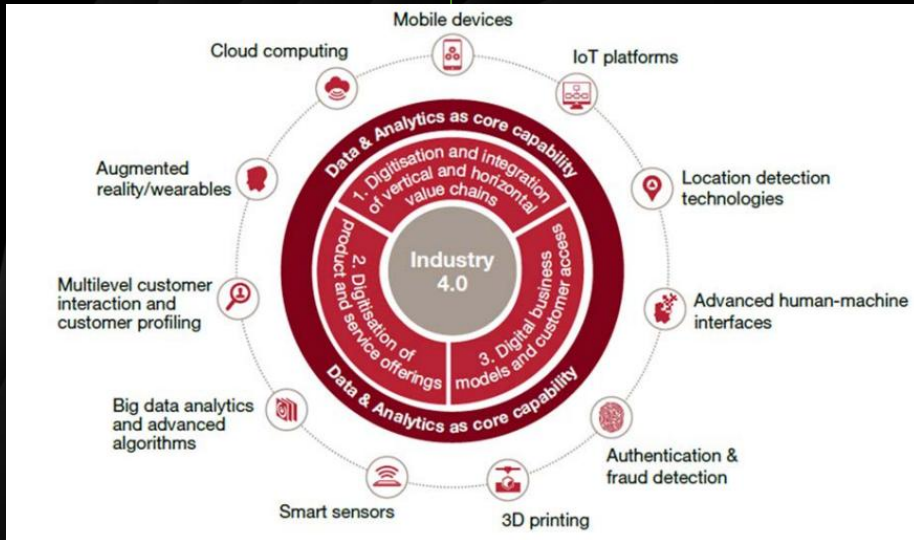 Mobile devices
Cloud computing
IoT platforms
Augmented
reality/wearables
Location detection
technologies
Multilevel customer
interaction and
customer profiling
Advanced human-machine
interfaces
Big data analytics
and advanced
algorithms
Authentication &
fraud detection
Smart sensors
3D printing
Data & Analytics as core capability
1. Digitisation and integration
of vertical and horizontal
value chains
Industry
4.0
2. Digitisation of
product and service offerings
3. Digital business
models and customer access
Data & Analytics as core capability